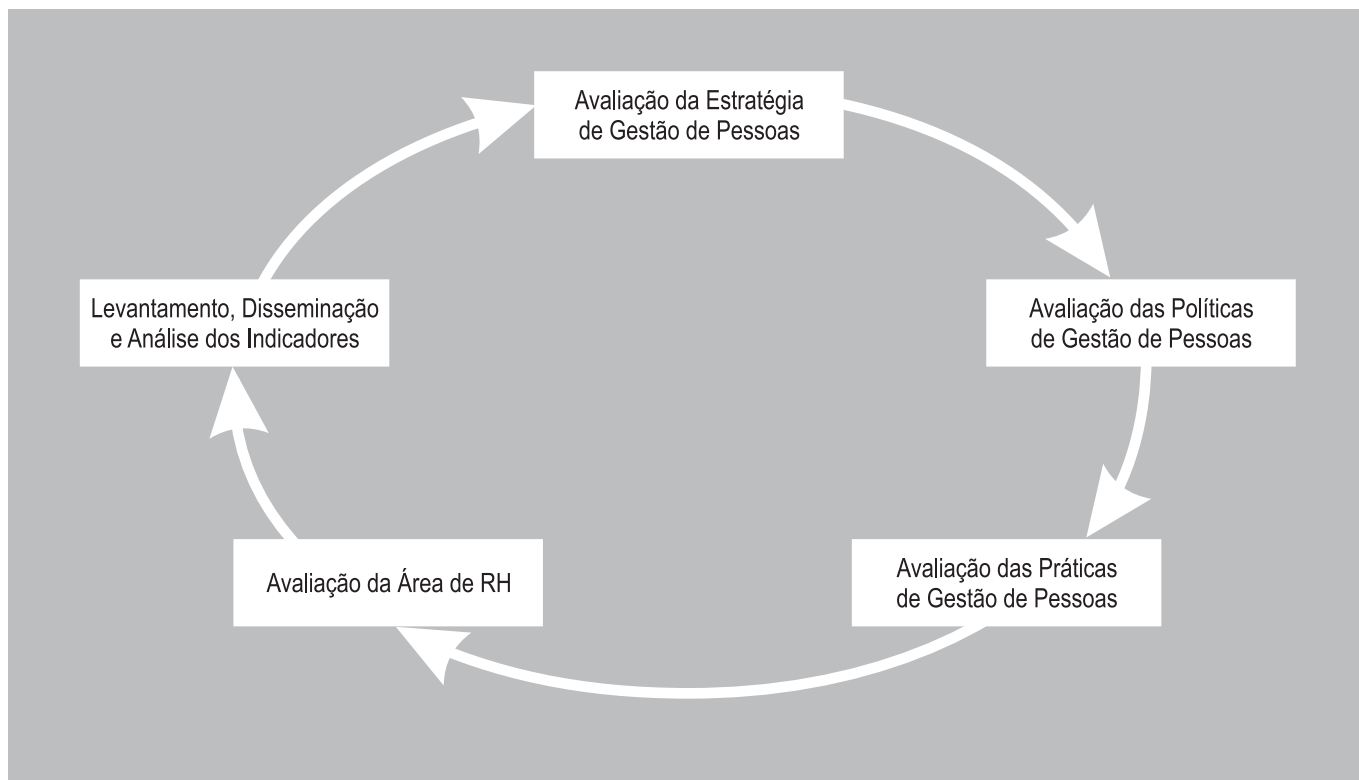 Avaliação da Estratégia
de Gestão de Pessoas
Avaliação das Políticas
de Gestão de Pessoas
Avaliação das Práticas
de Gestão de Pessoas
Avaliação da Área de RH
Levantamento, Disseminação
e Análise dos Indicadores